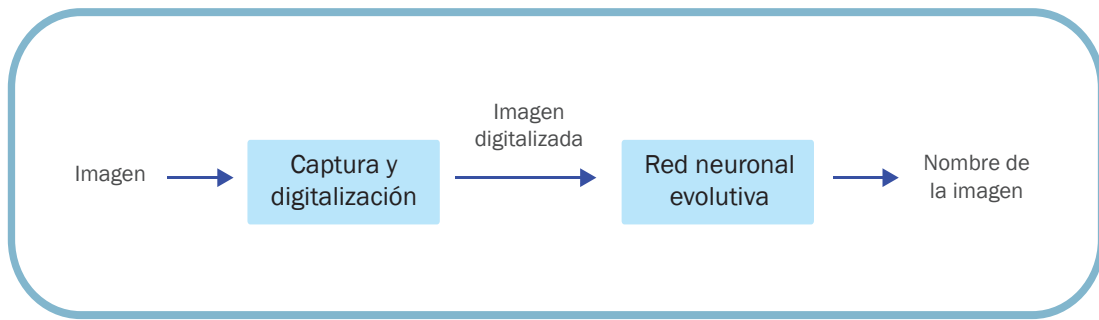 Imagen
Captura y
digitalización
Imagen
digitalizada
Red neuronal
evolutiva
Nombre de
la imagen